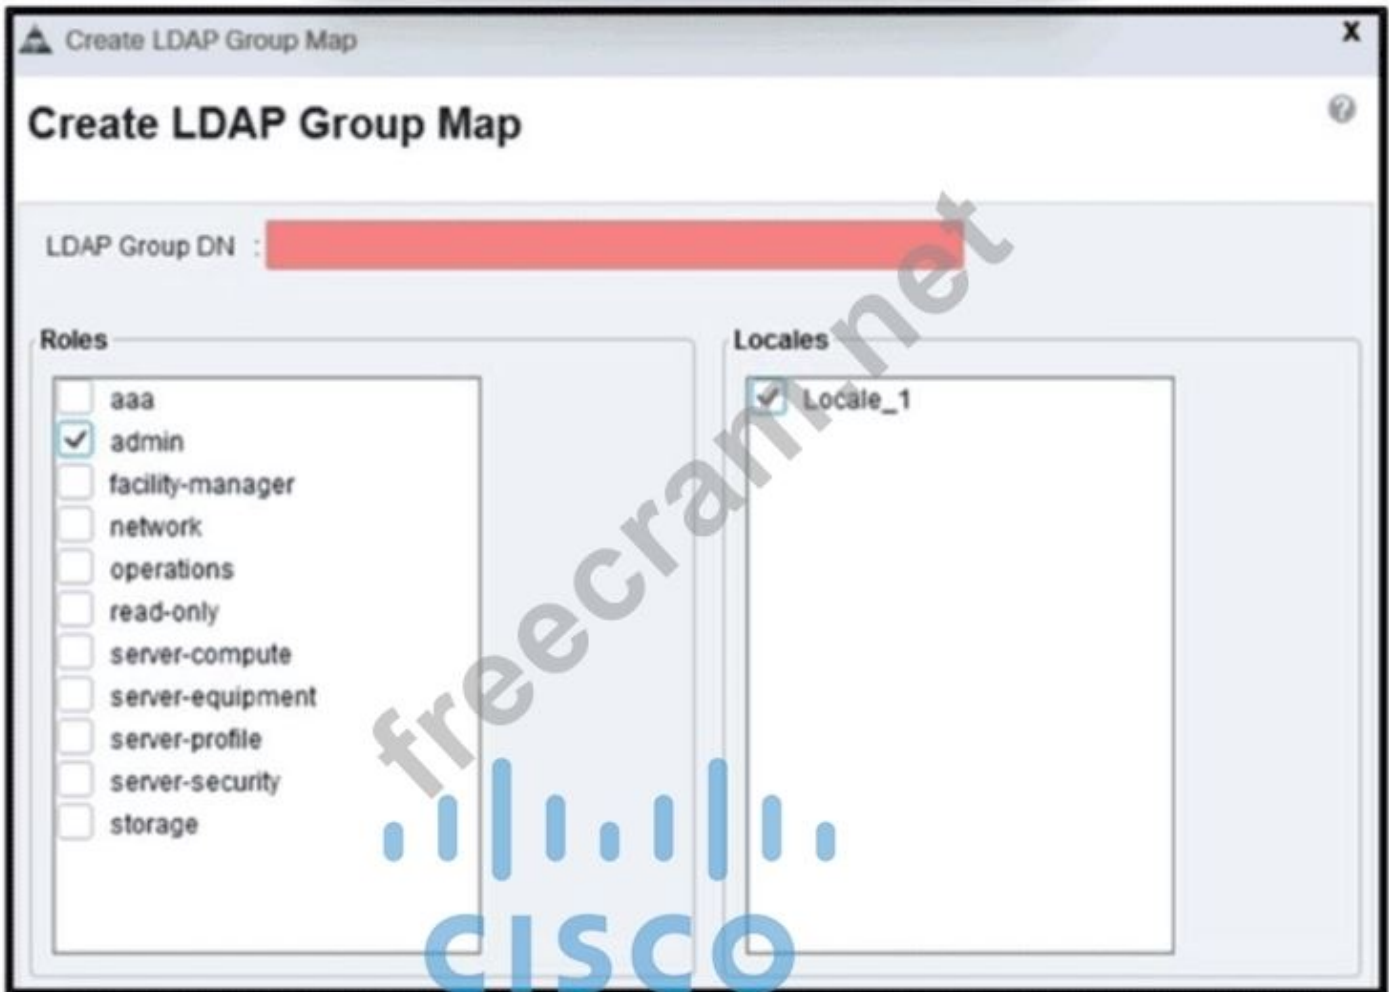 Create LDAP Group Map
X
Create LDAP Group Map
?
LDAP Group DN :
Roles
aaa
admin
facility-manager
network
operations
read-only
server-compute
server-equipment
server-profile
server-security
storage
Locales
Locale_1
freecram.net
CISCO